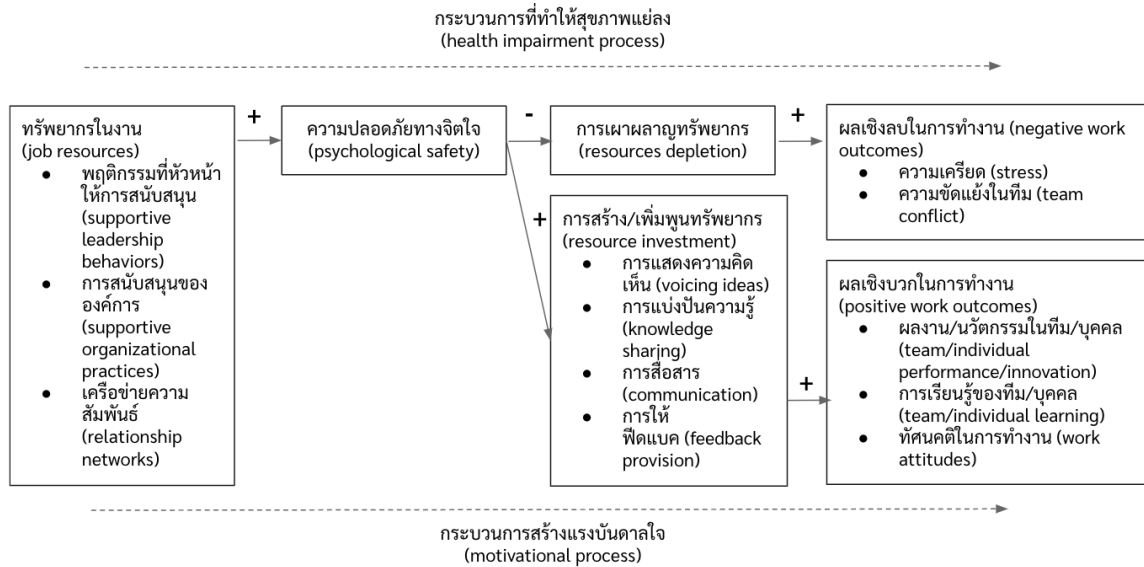 กระบวนการที่ทำให้สุขภาพแย่ลง
(health impairment process)
+
-
+
ทรัพยากรในงาน
(job resources)
● พฤติกรรมที่หัวหน้า
ให้การสนับสนุน
(supportive
leadership
behaviors)
● การสนับสนุนของ
องค์การ
(supportive
organizational
practices)
● เครือข่ายความ
สัมพันธ์
(relationship
networks)
ความปลอดภัยทางจิตใจ
(psychological safety)
การเผาผลาญทรัพยากร
(resources depletion)
ผลเชิงลบในการทำงาน (negative work
outcomes)
● ความเครียด (stress)
● ความขัดแย้งในทีม (team
conflict)
+
การสร้าง/เพิ่มพูนทรัพยากร
(resource investment)
● การแสดงความคิด
เห็น (voicing ideas)
● การแบ่งปันความรู้
(knowledge
sharing)
● การสื่อสาร
(communication)
● การให้
ฟีดแบค (feedback
provision)
+
ผลเชิงบวกในการทำงาน
(positive work outcomes)
● ผลงาน/นวัตกรรมในทีม/บุคคล
(team/individual
performance/innovation)
● การเรียนรู้ของทีม/บุคคล
(team/individual learning)
● ทัศนคติในการทำงาน (work
attitudes)
กระบวนการสร้างแรงบันดาลใจ
(motivational process)